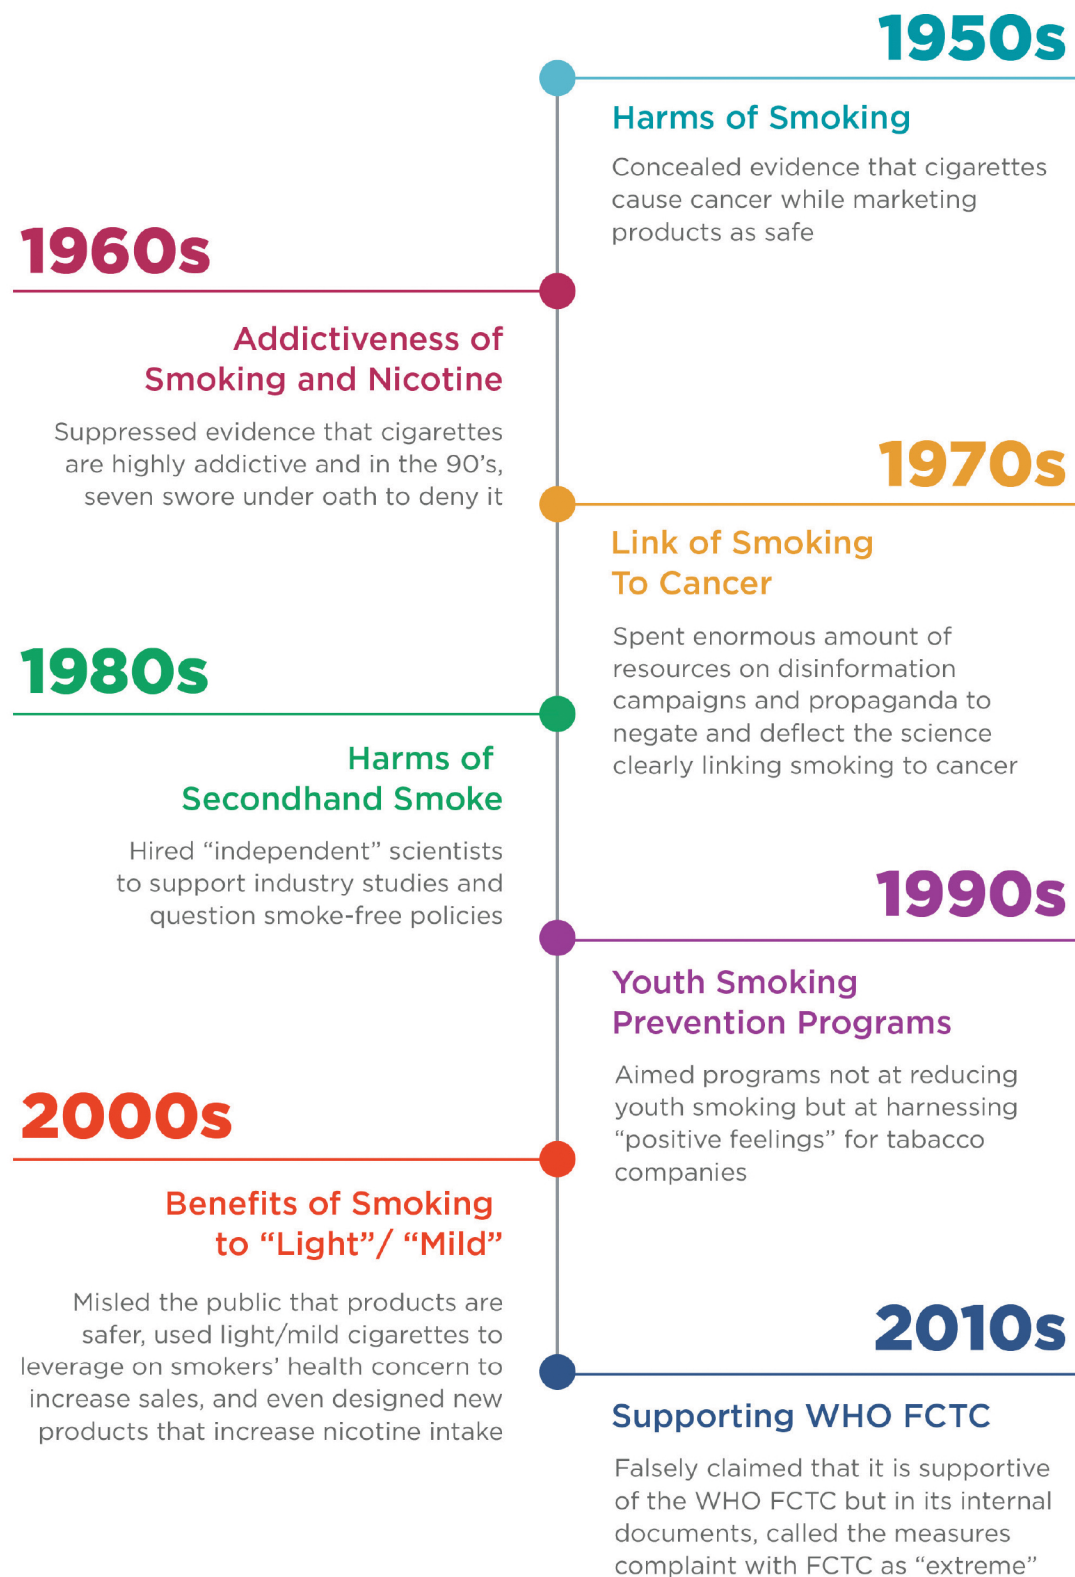 1950s
Harms of Smoking
Concealed evidence that cigarettes
cause cancer while marketing
products as safe
1960s
Addictiveness of
Smoking and Nicotine
Suppressed evidence that cigarettes
are highly addictive and in the 90’s,
seven swore under oath to deny it
1970s
Link of Smoking
To Cancer
Spent enormous amount of
resources on disinformation
campaigns and propaganda to
negate and deflect the science
clearly linking smoking to cancer
1980s
Harms of
Secondhand Smoke
Hired “independent” scientists
to support industry studies and
question smoke-free policies
1990s
Youth Smoking
Prevention Programs
Aimed programs not at reducing
youth smoking but at harnessing
“positive feelings” for tabacco
companies
2000s
Benefits of Smoking
to “Light”/ “Mild”
Misled the public that products are
safer, used light/mild cigarettes to
leverage on smokers’ health concern to
increase sales, and even designed new
products that increase nicotine intake
2010s
Supporting WHO FCTC
Falsely claimed that it is supportive
of the WHO FCTC but in its internal
documents, called the measures
complaint with FCTC as “extreme”